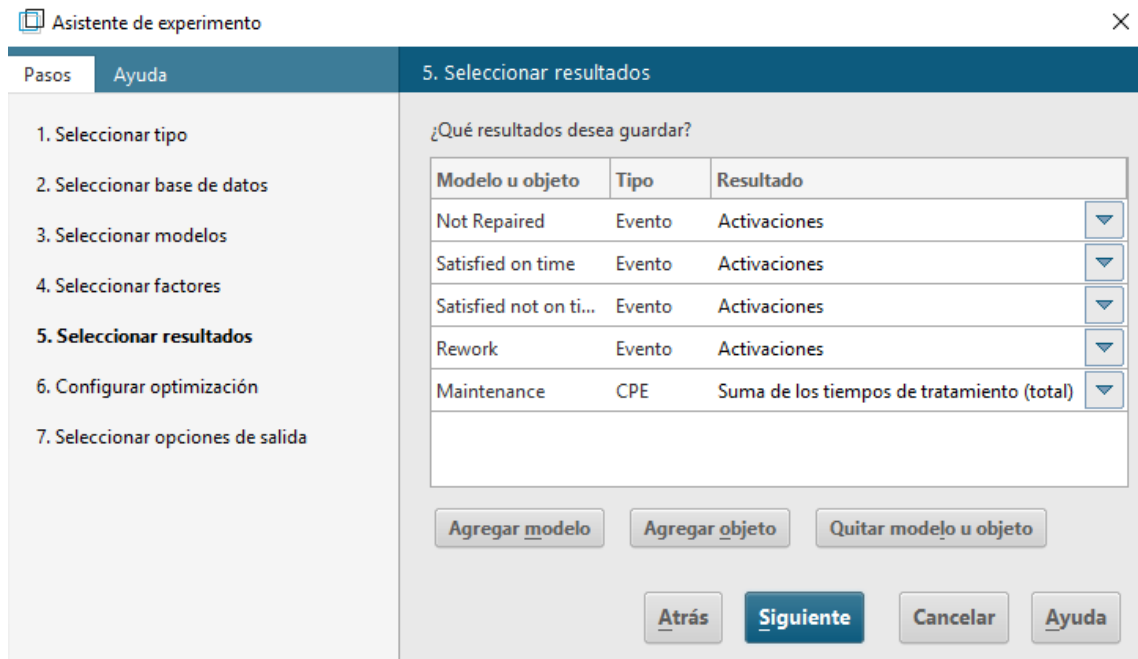 Asistente de experimento
Pasos Ayuda
1. Seleccionar tipo
2. Seleccionar base de datos
3. Seleccionar modelos
4. Seleccionar factores
5. Seleccionar resultados
6. Configurar optimización
7. Seleccionar opciones de salida
5. Seleccionar resultados
¿Qué resultados desea guardar?
Modelo u objeto Tipo Resultado
Not Repaired Evento Activaciones
Satisfied on time Evento Activaciones
Satisfied not on ti... Evento Activaciones
Rework Evento Activaciones
Maintenance CPE Suma de los tiempos de tratamiento (total)
Agregar modelo Agregar objeto Quitar modelo u objeto
Atrás Siguiente Cancelar Ayuda